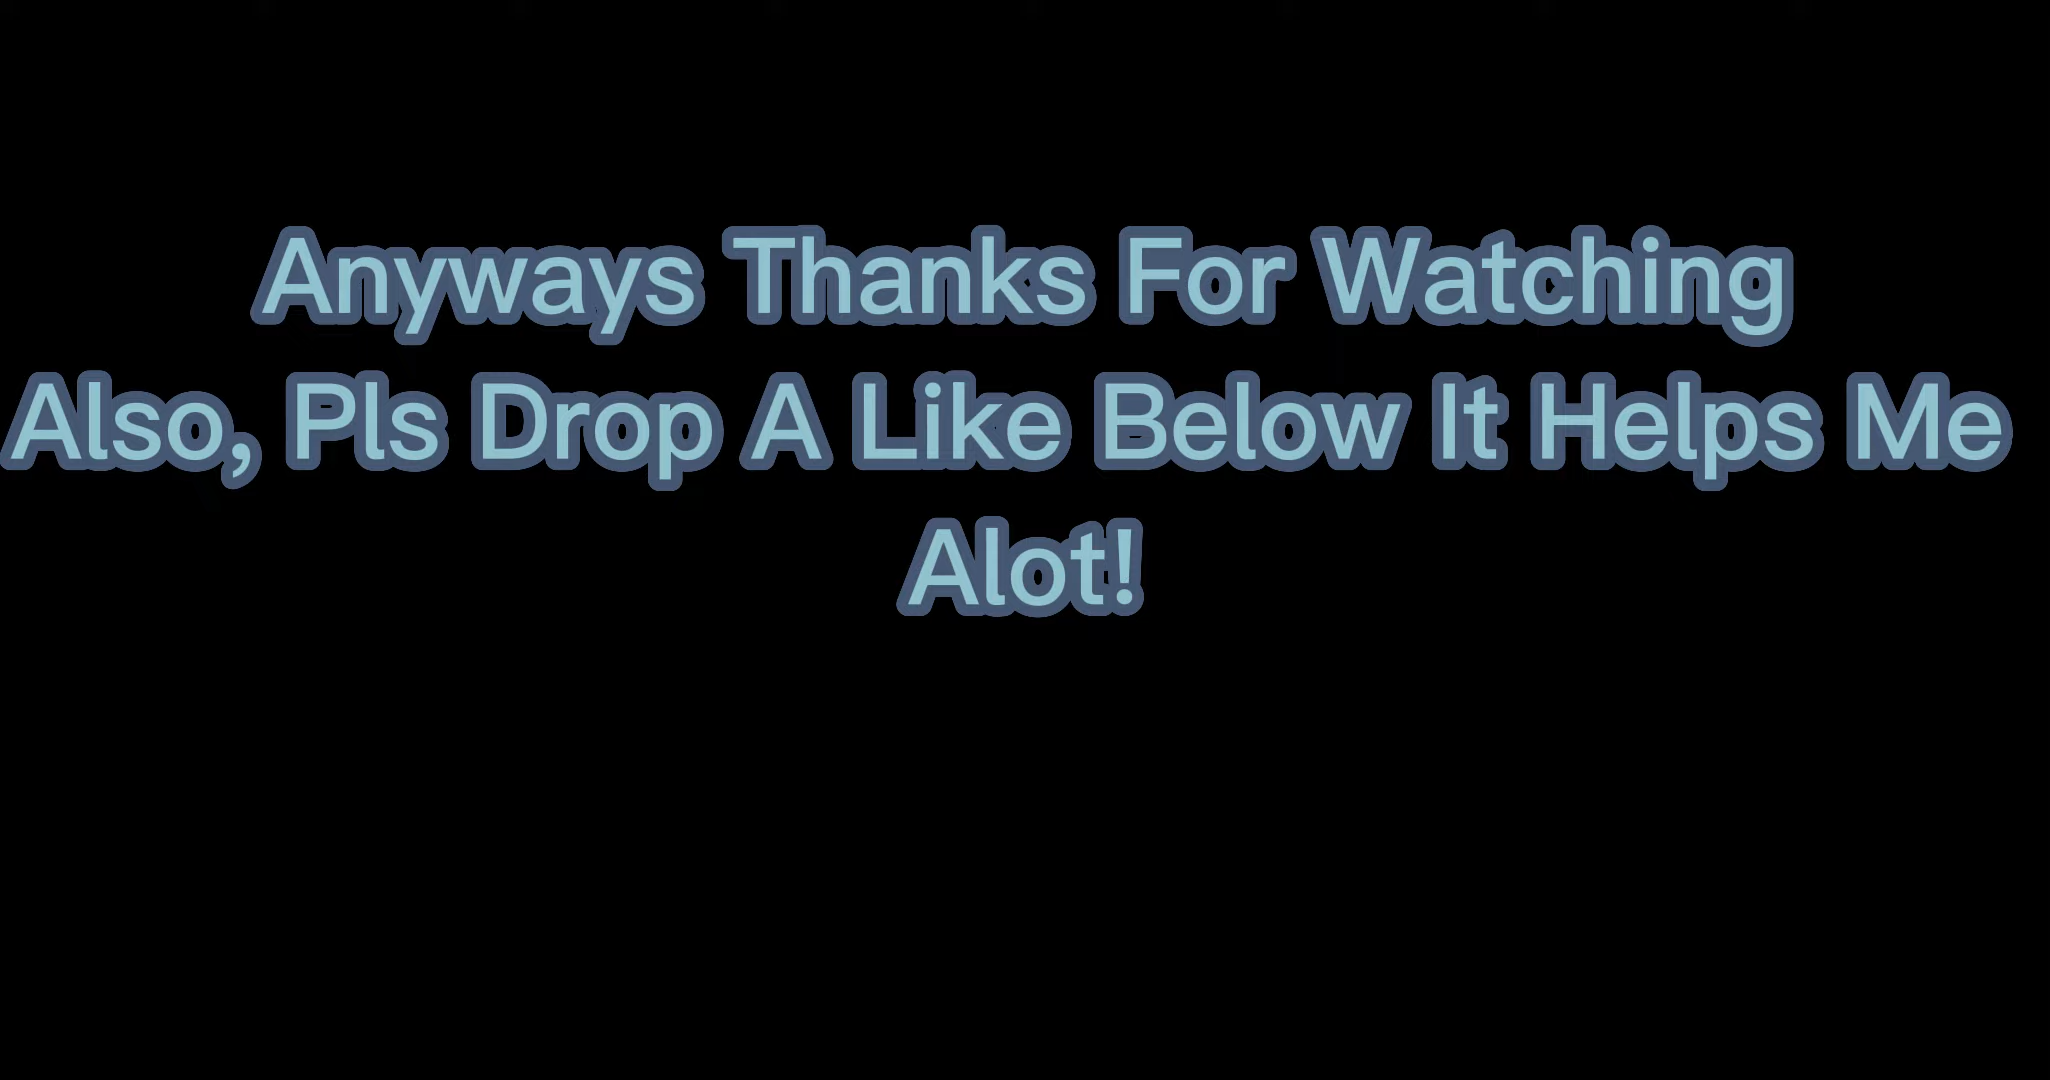 Anyways Thanks For Watching
Also, Pls Drop A Like Below It Helps Me
Alot!